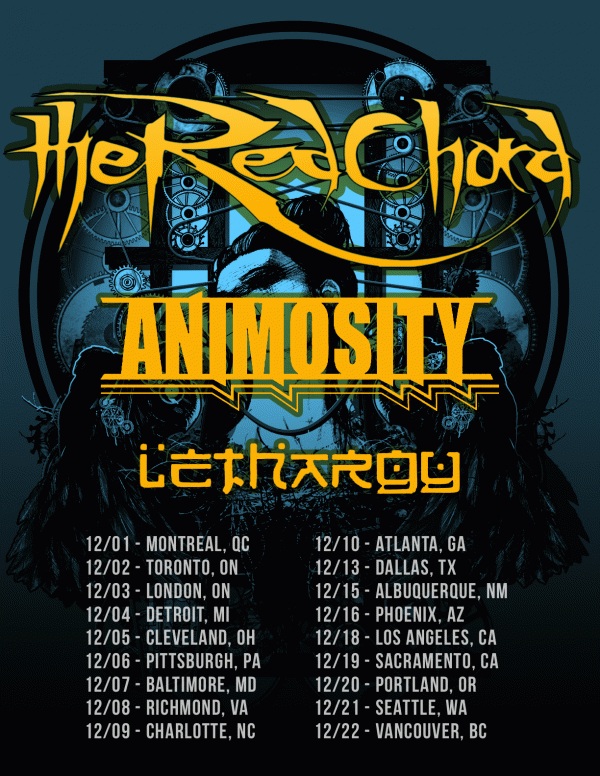 the Red Chord
ANIMOSITY
LETHARGY
12/01 - MONTREAL, QC
12/02 - TORONTO, ON
12/03 - LONDON, ON
12/04 - DETROIT, MI
12/05 - CLEVELAND, OH
12/06 - PITTSBURGH, PA
12/07 - BALTIMORE, MD
12/08 - RICHMOND, VA
12/09 - CHARLOTTE, NC
12/10 - ATLANTA, GA
12/13 - DALLAS, TX
12/15 - ALBUQUERQUE, NM
12/16 - PHOENIX, AZ
12/18 - LOS ANGELES, CA
12/19 - SACRAMENTO, CA
12/20 - PORTLAND, OR
12/21 - SEATTLE, WA
12/22 - VANCOUVER, BC